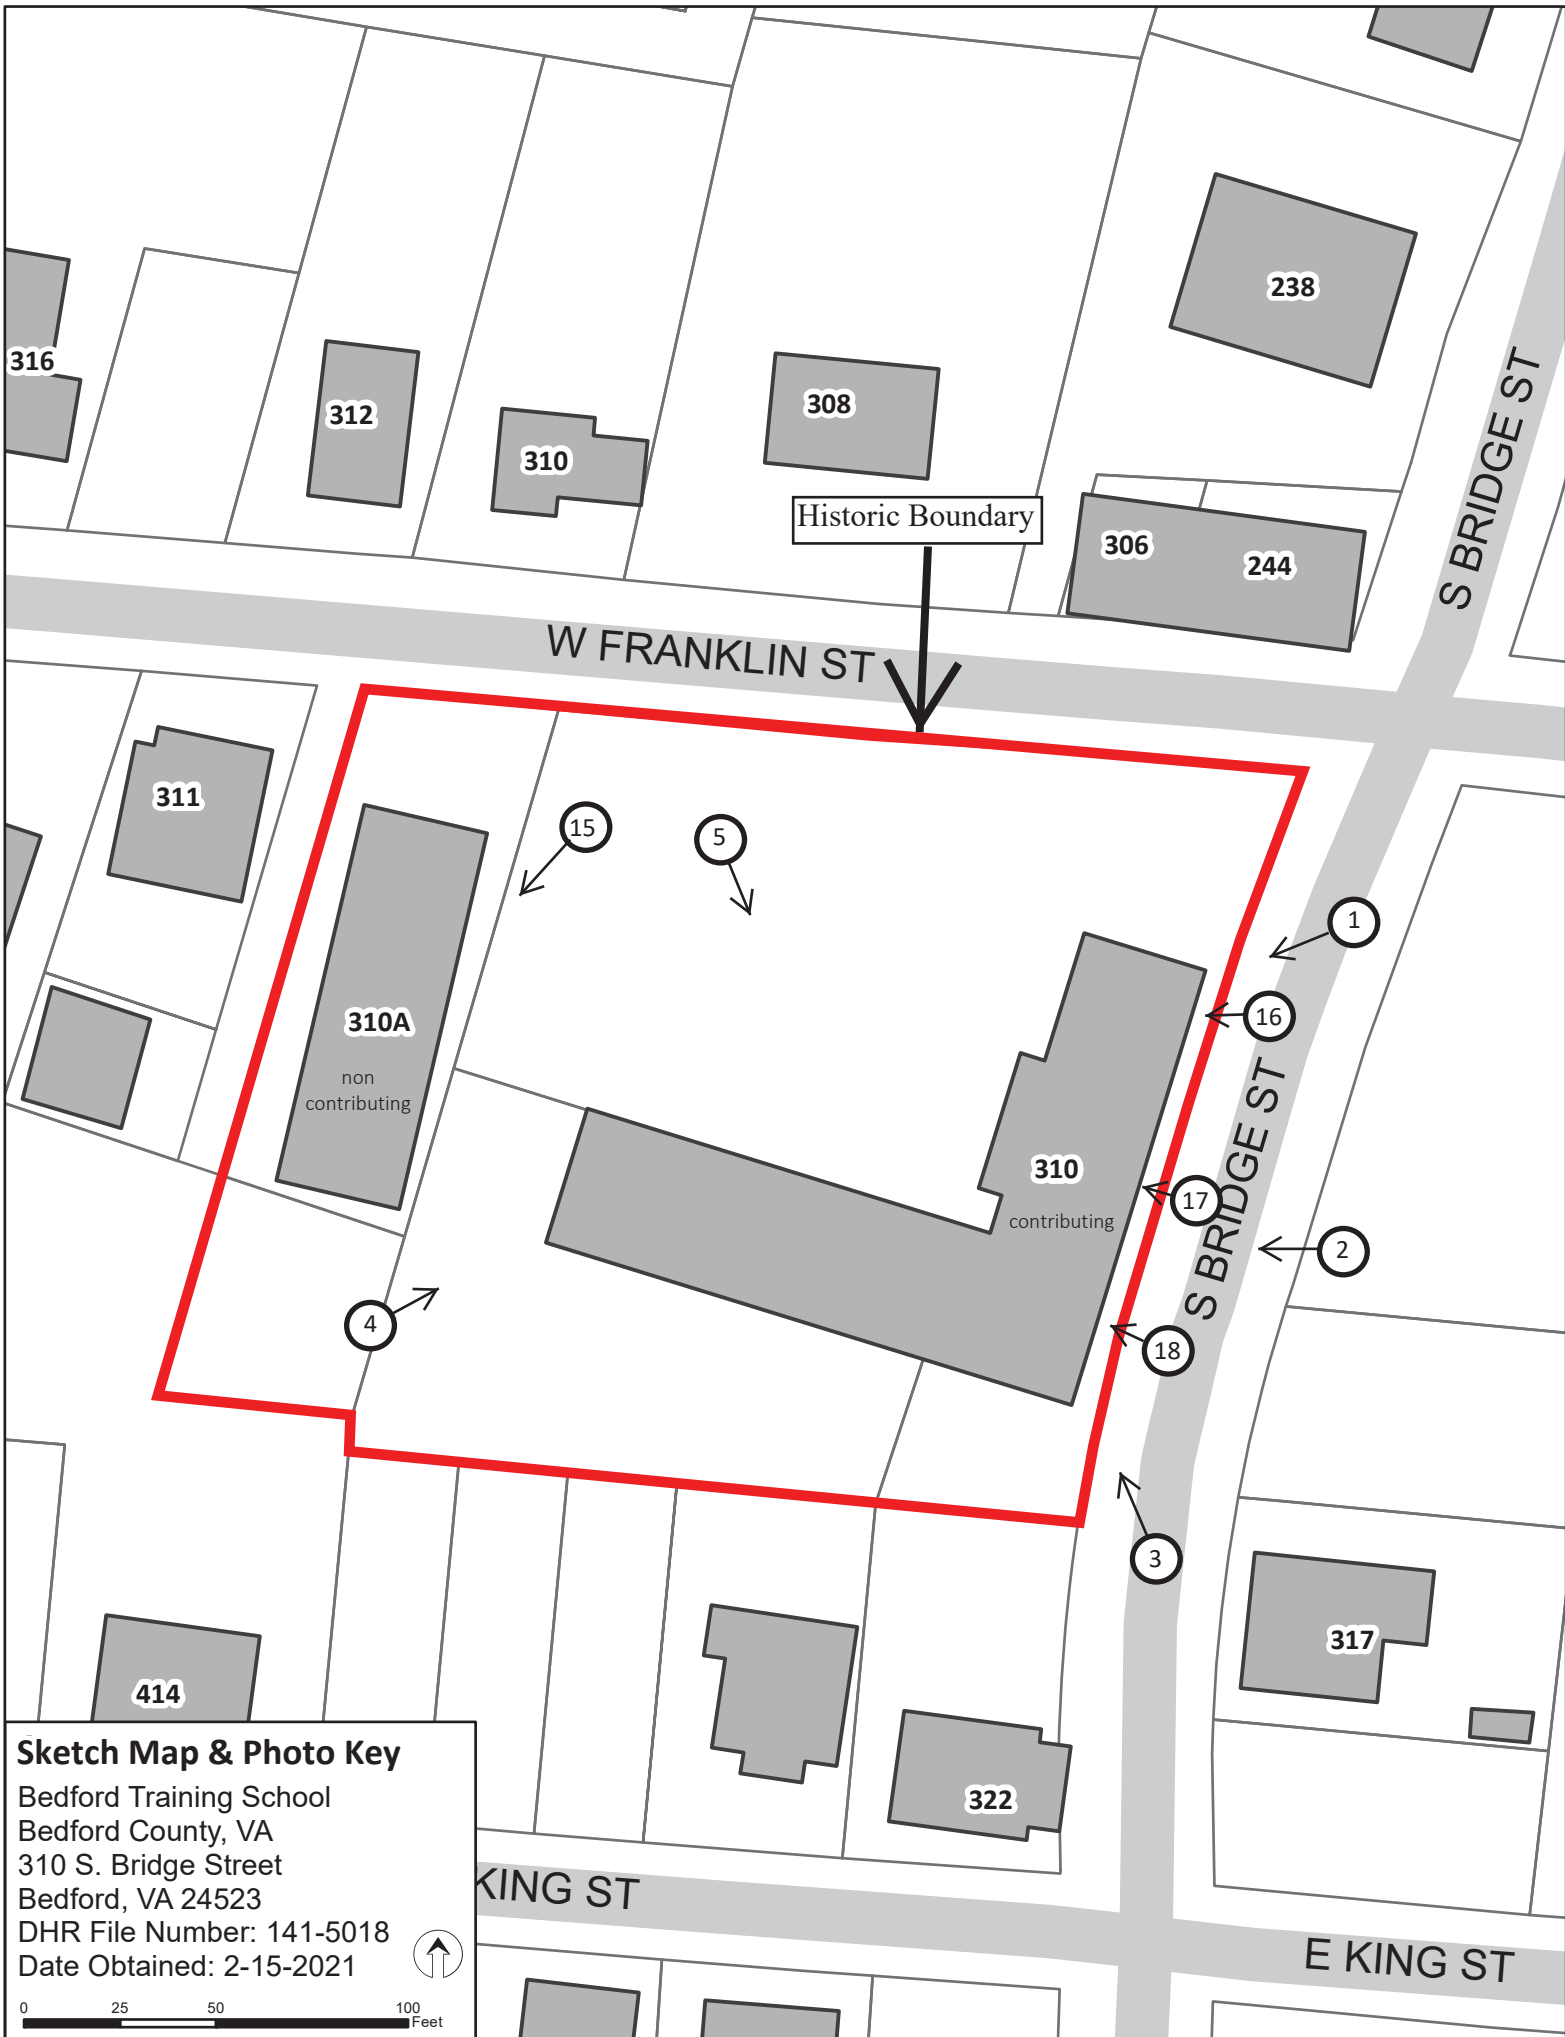 238
316
312
308
310
Historic Boundary
306
244
S BRIDGE ST
W FRANKLIN ST
311
15
5
1
310A
non
contributing
16
310
contributing
17
S BRIDGE ST
2
4
18
3
317
414
322
Sketch Map & Photo Key
Bedford Training School
Bedford County, VA
310 S. Bridge Street
Bedford, VA 24523
DHR File Number: 141-5018
Date Obtained: 2-15-2021
0 25 50 100
Feet
KING ST
E KING ST